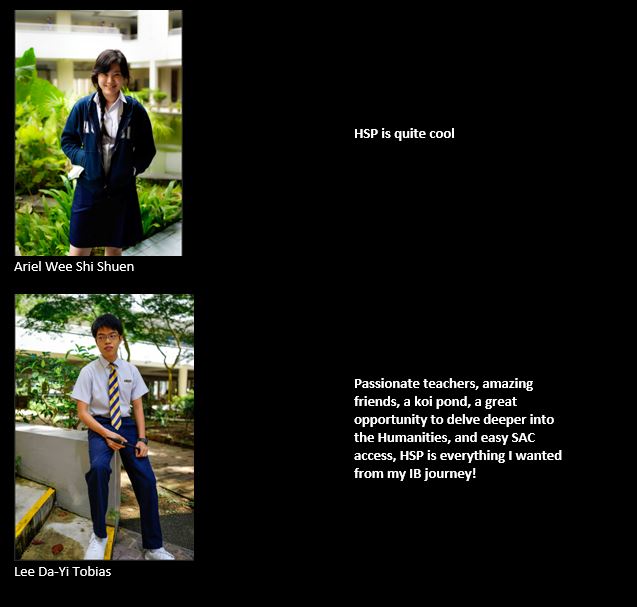 HSP is quite cool
Ariel Wee Shi Shuen
Passionate teachers, amazing
friends, a koi pond, a great
opportunity to delve deeper into
the Humanities, and easy SAC
access, HSP is everything I wanted
from my IB journey!
Lee Da-Yi Tobias